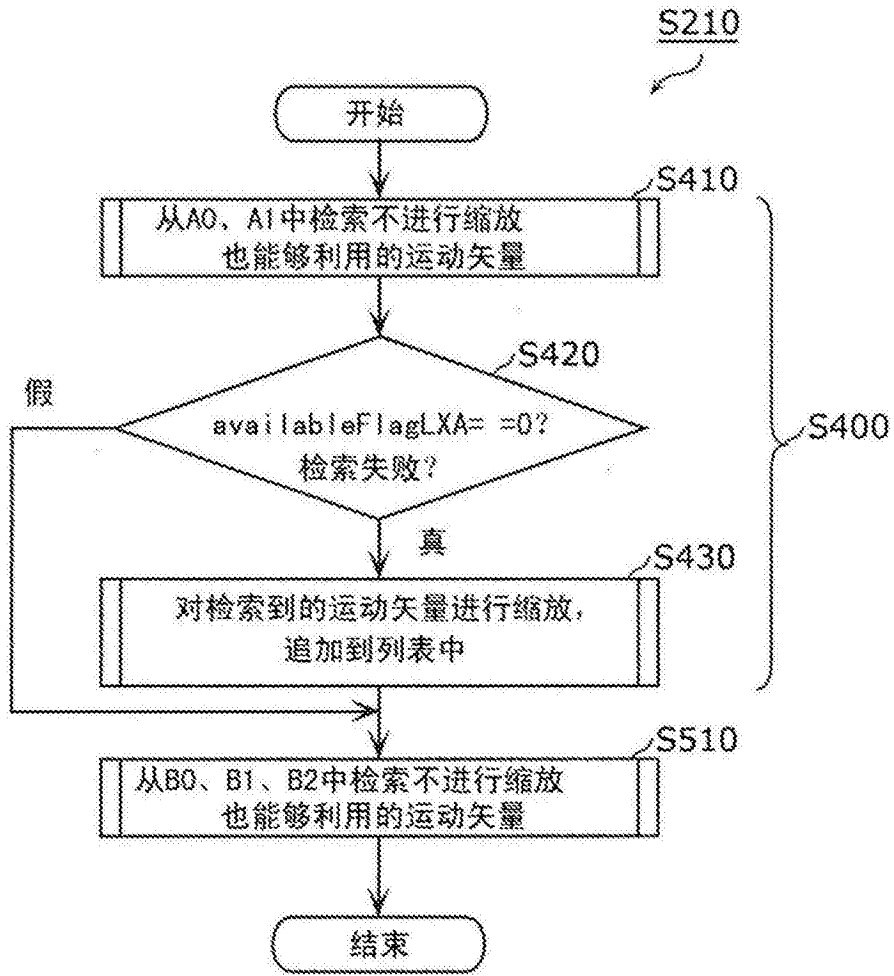 S210
开始
S410
从A0、A1中检索不进行缩放
也能够利用的运动矢量
S420
假
availableFlagLXA= =0?
检索失败?
S400
真
S430
对检索到的运动矢量进行缩放,
追加到列表中
S510
从B0、B1、B2中检索不进行缩放
也能够利用的运动矢量
结束